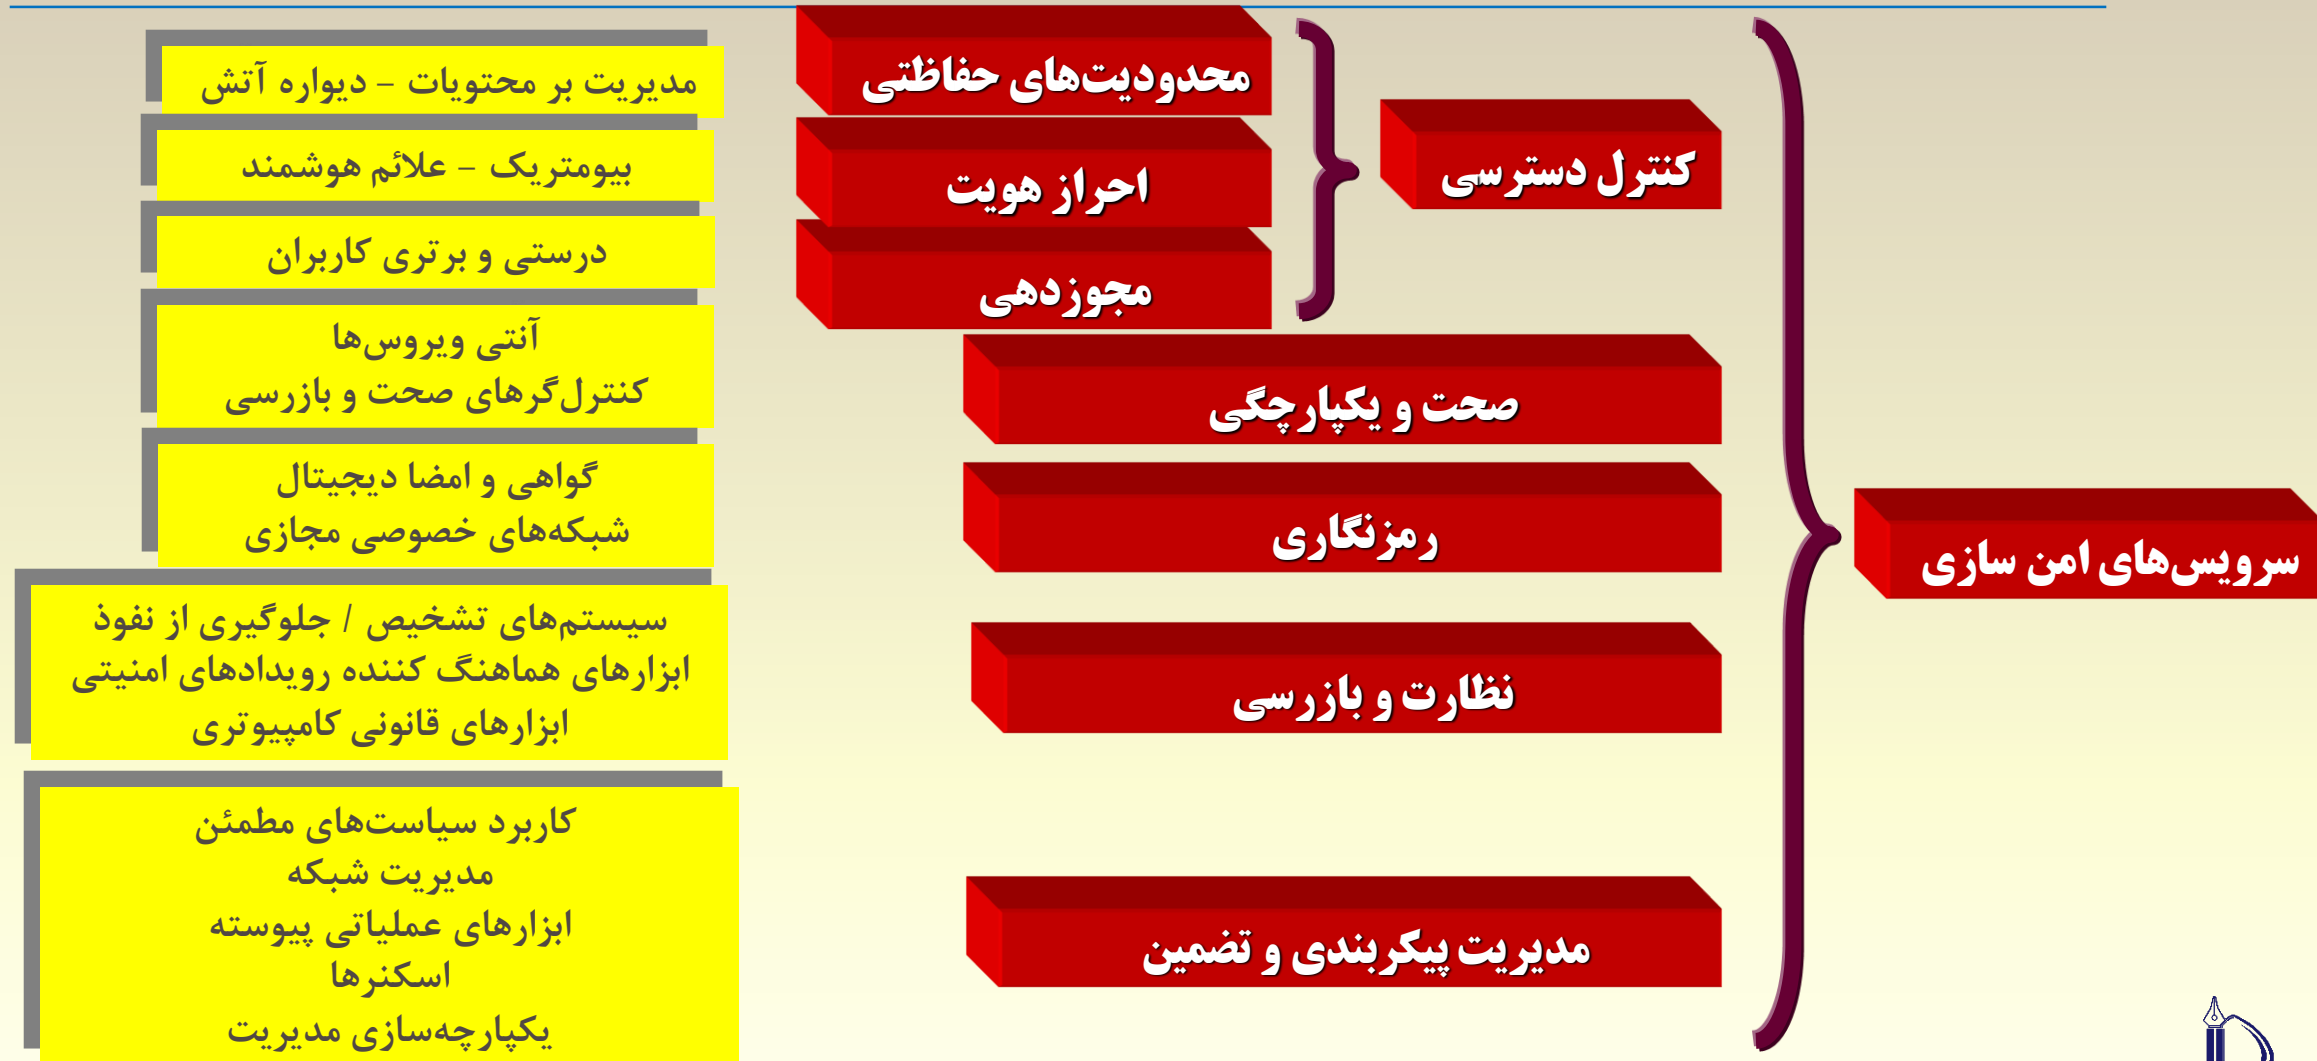 سرویس‌های امن سازی
کنترل دسترسی
محدودیت‌های حفاظتی
مدیریت بر محتویات - دیواره آتش
احراز هویت
بیومتریک - علائم هوشمند
مجوزدهی
درستی و برتری کاربران
صحت و یکپارچگی
آنتی ویروس‌ها
کنترل‌گرهای صحت و بازرسی
رمزنگاری
گواهی و امضا دیجیتال
شبکه‌های خصوصی مجازی
نظارت و بازرسی
سیستم‌های تشخیص / جلوگیری از نفوذ
ابزارهای هماهنگ کننده رویدادهای امنیتی
ابزارهای قانونی کامپیوتری
مدیریت پیکربندی و تضمین
کاربرد سیاست‌های مطمئن
مدیریت شبکه
ابزارهای عملیاتی پیوسته
اسکنرها
یکپارچه‌سازی مدیریت